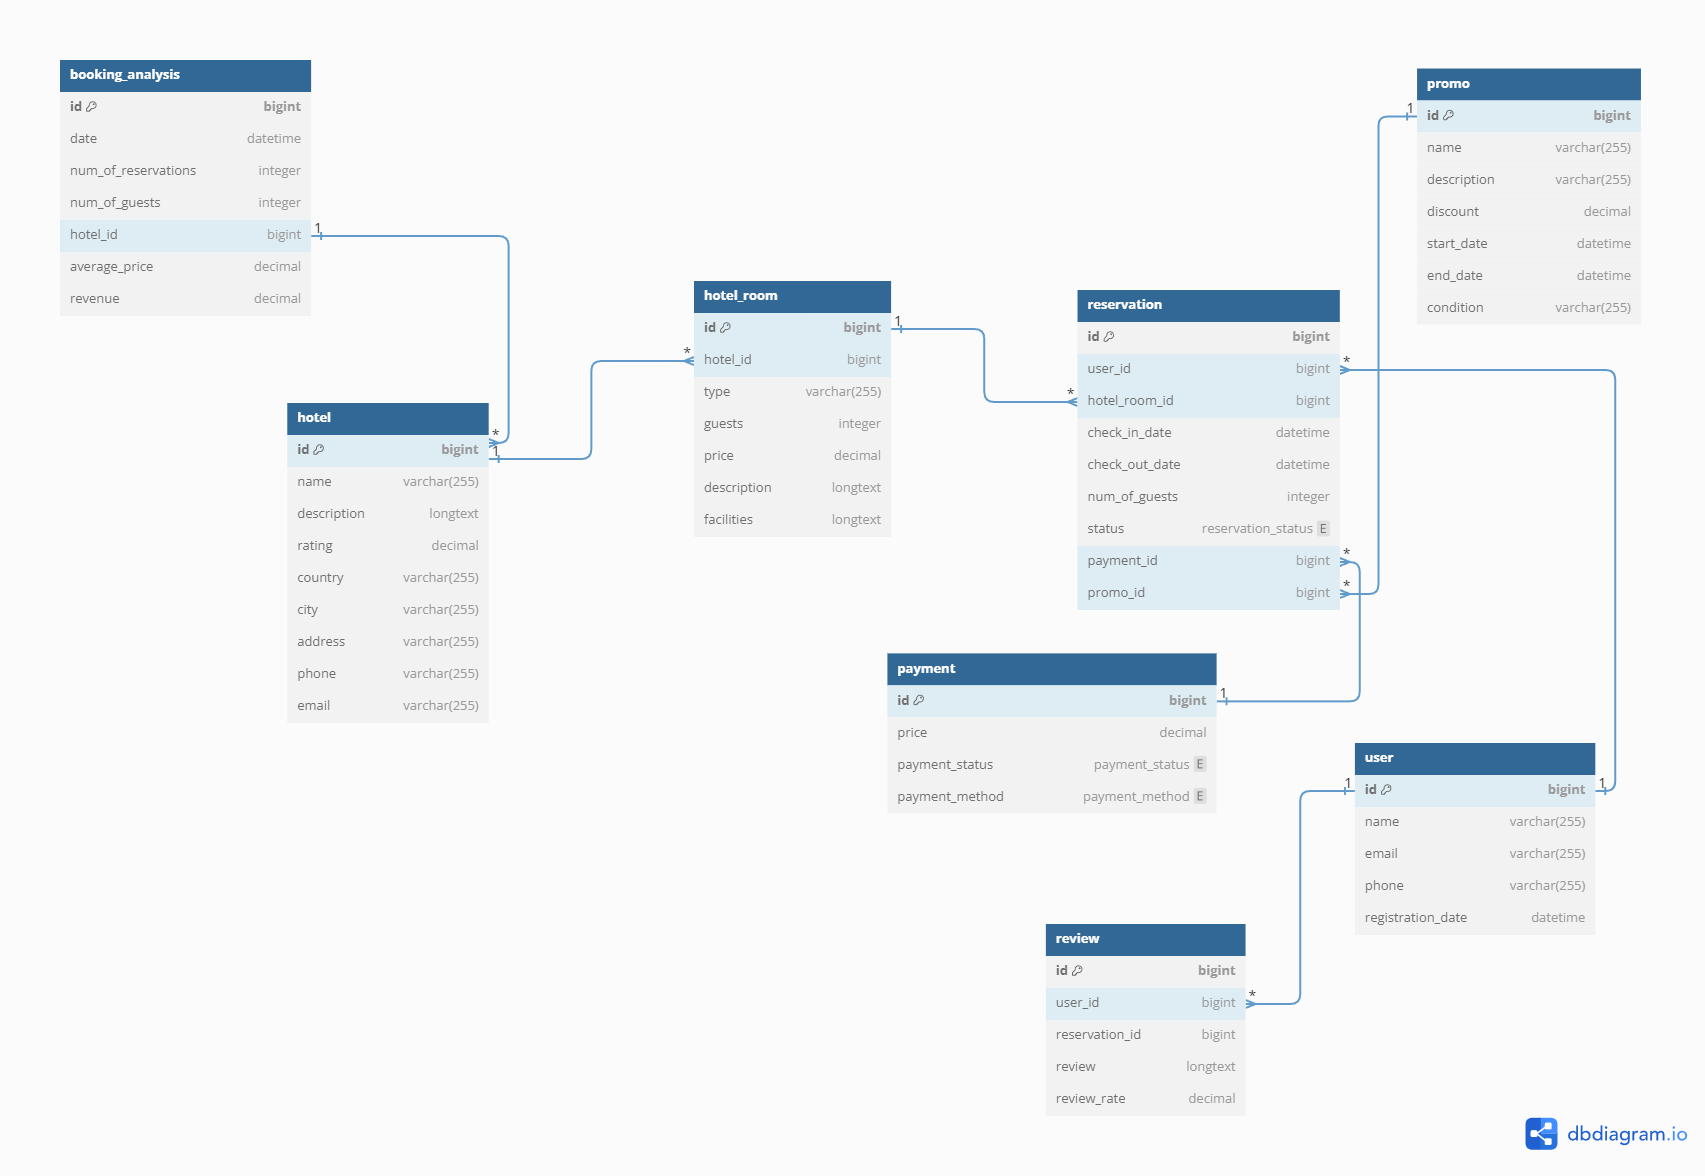 booking_analysis
id bigint
date datetime
num_of_reservations integer
num_of_guests integer
hotel_id bigint
average_price decimal
revenue decimal
1
hotel
id bigint
name varchar(255)
description longtext
rating decimal
country varchar(255)
city varchar(255)
address varchar(255)
phone varchar(255)
email varchar(255)
*
1
hotel_room
id bigint
hotel_id bigint
type varchar(255)
guests integer
price decimal
description longtext
facilities longtext
*
1
reservation
id bigint
user_id bigint
hotel_room_id bigint
check_in_date datetime
check_out_date datetime
num_of_guests integer
status reservation_status E
payment_id bigint
promo_id bigint
*
*
*
*
promo
id bigint
name varchar(255)
description varchar(255)
discount decimal
start_date datetime
end_date datetime
condition varchar(255)
1
payment
id bigint
price decimal
payment_status payment_status E
payment_method payment_method E
1
user
id bigint
name varchar(255)
email varchar(255)
phone varchar(255)
registration_date datetime
1
1
review
id bigint
user_id bigint
reservation_id bigint
review longtext
review_rate decimal
*
dbdiagram.io